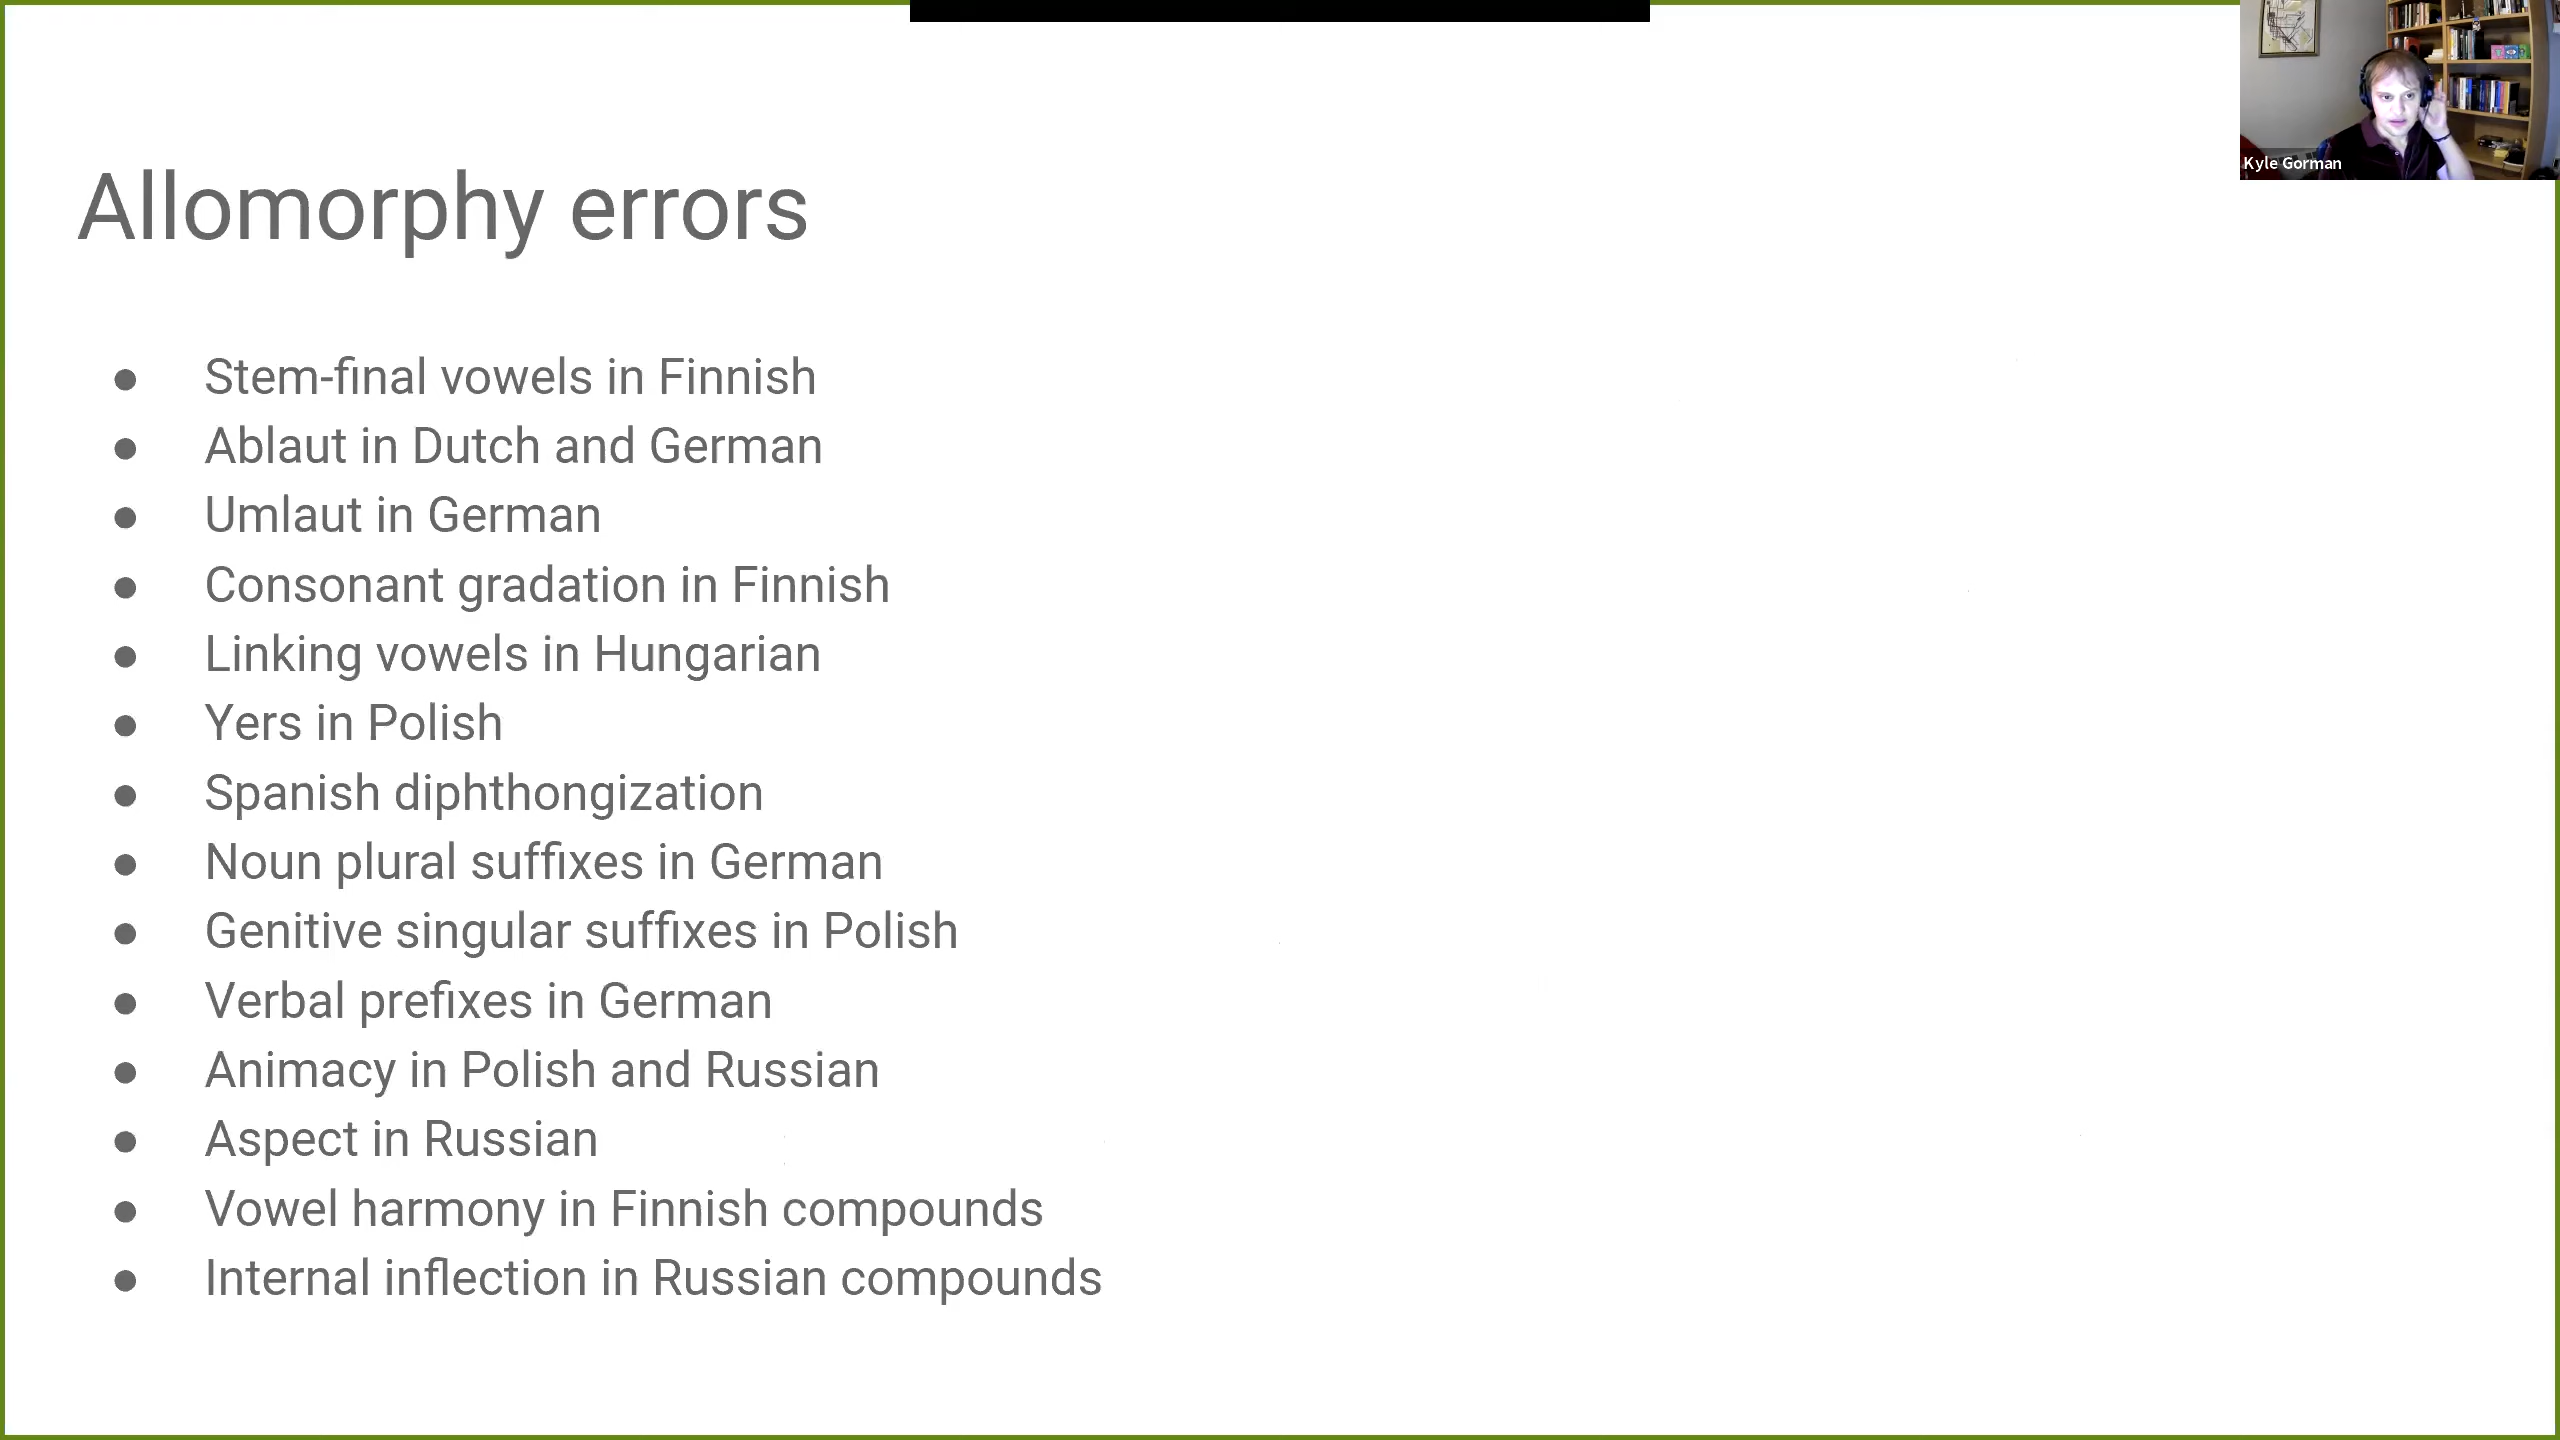 Kyle Gorman
Allomorphy errors
● Stem-final vowels in Finnish
● Ablaut in Dutch and German
● Umlaut in German
● Consonant gradation in Finnish
● Linking vowels in Hungarian
● Yers in Polish
● Spanish diphthongization
● Noun plural suffixes in German
● Genitive singular suffixes in Polish
● Verbal prefixes in German
● Animacy in Polish and Russian
● Aspect in Russian
● Vowel harmony in Finnish compounds
● Internal inflection in Russian compounds